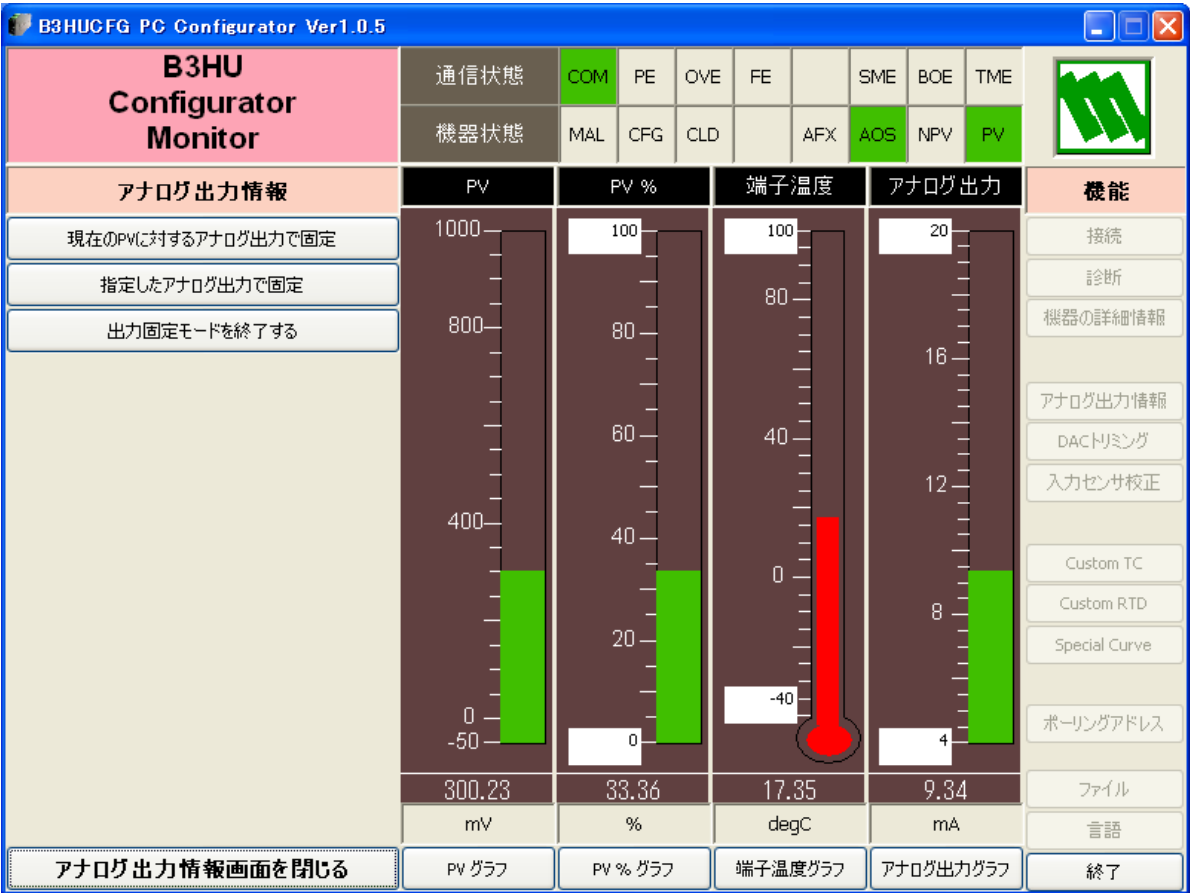 B3HUCFG PC Configurator Ver1.0.5
B3HU
Configurator
Monitor
通信状態 COM PE OVE FE SME BOE TME
機器状態 MAL CFG CLD AFX AOS NPV PV
アナログ出力情報
現在のPVに対するアナログ出力で固定
指定したアナログ出力で固定
出力固定モードを終了する
アナログ出力情報画面を閉じる
PV
1000
800
400
0
-50
300.23
mV
PV グラフ
PV %
100
80
60
40
20
0
33.36
%
PV % グラフ
端子温度
100
80
40
0
-40
17.35
degC
端子温度グラフ
アナログ出力
20
16
12
8
4
9.34
mA
アナログ出力グラフ
機能
接続
診断
機器の詳細情報
アナログ出力情報
DACトリミング
入力センサ校正
Custom TC
Custom RTD
Special Curve
ポーリングアドレス
ファイル
言語
終了